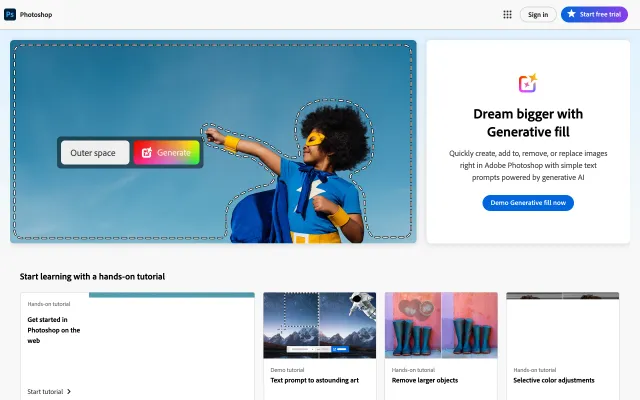 Ps Photoshop
Sign in
Start free trial
Outer space
Generate
Dream bigger with
Generative fill
Quickly create, add to, remove, or replace images
right in Adobe Photoshop with simple text
prompts powered by generative AI
Demo Generative fill now
Start learning with a hands-on tutorial
Hands-on tutorial
Get started in
Photoshop on the
web
Start tutorial
Demo tutorial
Text prompt to astounding art
Hands-on tutorial
Remove larger objects
Hands-on tutorial
Selective color adjustments